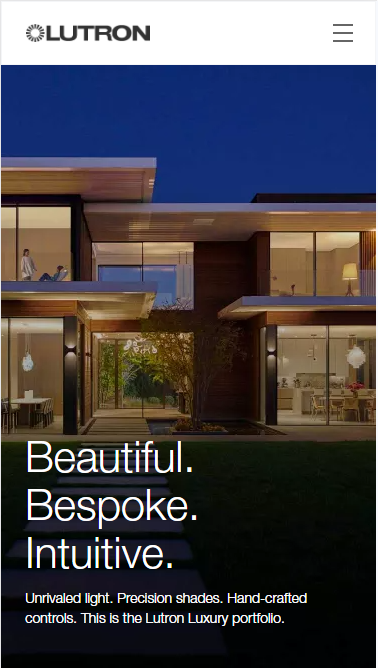 LUTRON
Beautiful.
Bespoke.
Intuitive.
Unrivaled light. Precision shades. Hand-crafted
controls. This is the Lutron Luxury portfolio.